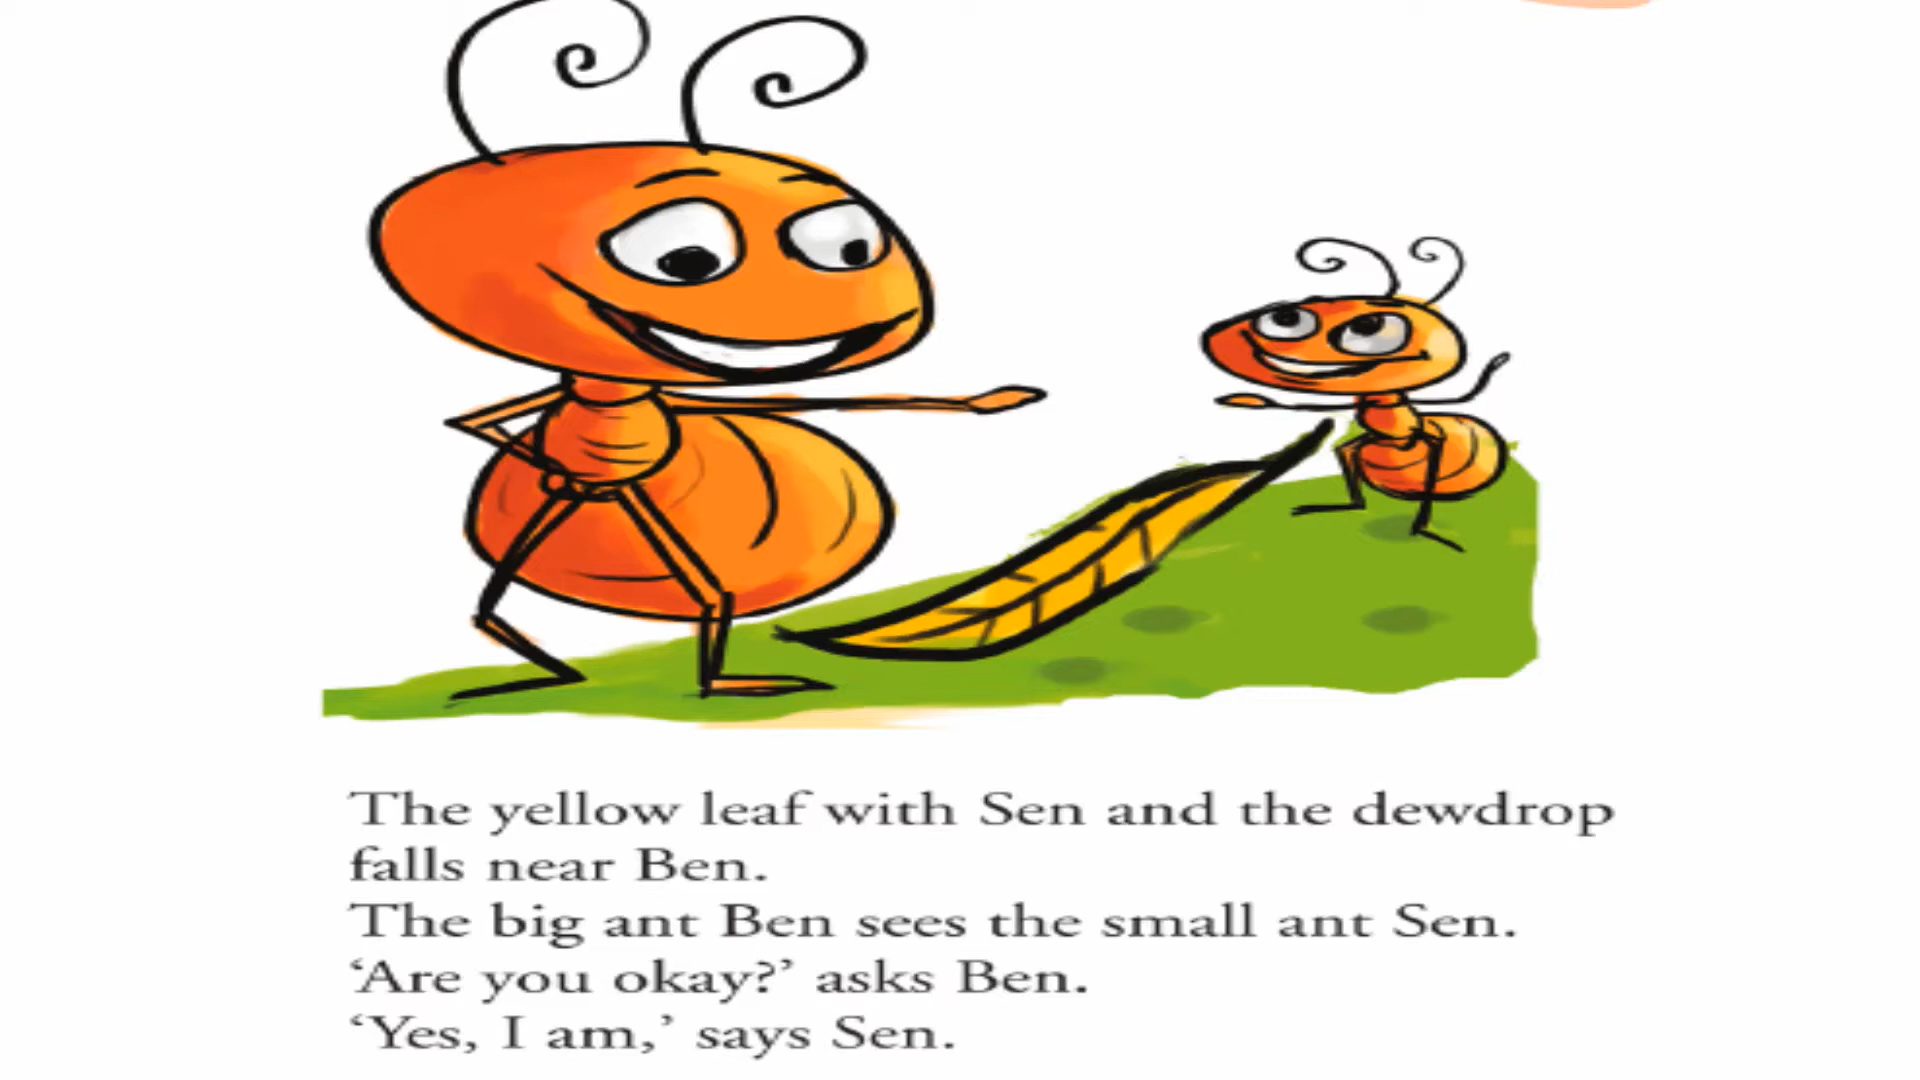 The yellow leaf with Sen and the dewdrop
falls near Ben.
The big ant Ben sees the small ant Sen.
‘Are you okay?’ asks Ben.
‘Yes, I am,’ says Sen.